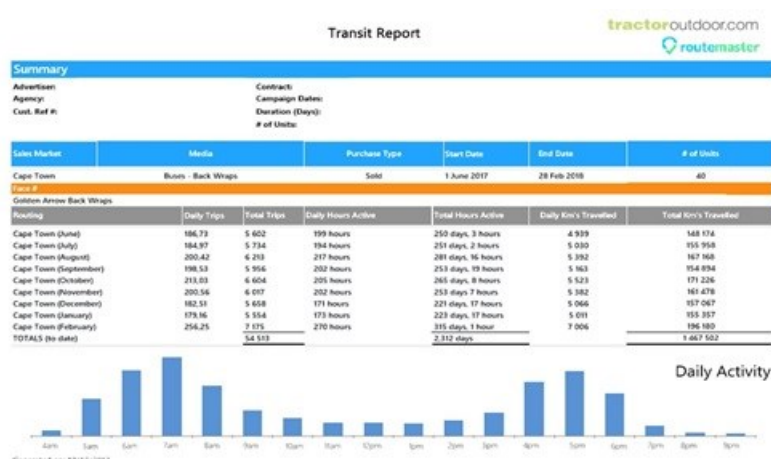 Transit Report
tractoroutdoor.com
routemaster
Summary
Advertiser: Contract:
Agency: Campaign Dates:
Cust. Ref #: Duration (Days):
# of Units:
Sales Market Media Purchase Type Start Date End Date # of Units
Cape Town Buses - Back Wraps Sold 1 June 2017 28 Feb 2018 40
Face #
Golden Arrow Back Wraps
Routing Daily Trips Total Trips Daily Hours Active Total Hours Active Daily Km's Travelled Total Km's Travelled
Cape Town (June) 186,73 5 602 199 hours 250 days, 3 hours 4 939 148 174
Cape Town (July) 184,97 5 734 194 hours 251 days, 2 hours 5 030 155 958
Cape Town (August) 200,42 6 213 217 hours 281 days, 16 hours 5 392 167 168
Cape Town (September) 198,53 5 956 202 hours 253 days, 19 hours 5 163 154 894
Cape Town (October) 213,03 6 604 205 hours 265 days, 8 hours 5 523 171 226
Cape Town (November) 200,56 6 017 202 hours 253 days 7 hours 5 382 161 478
Cape Town (December) 182,51 5 658 171 hours 221 days, 17 hours 5 066 157 067
Cape Town (January) 179,16 5 554 173 hours 223 days, 17 hours 5 011 155 357
Cape Town (February) 256,25 7 175 270 hours 315 days, 1 hour 7 006 196 180
TOTALS (to date) 54 513 2,312 days 1 467 502
Daily Activity
4am 5am 6am 7am 8am 9am 10am 11am 12pm 1pm 2pm 3pm 4pm 5pm 6pm 7pm 8pm 9pm